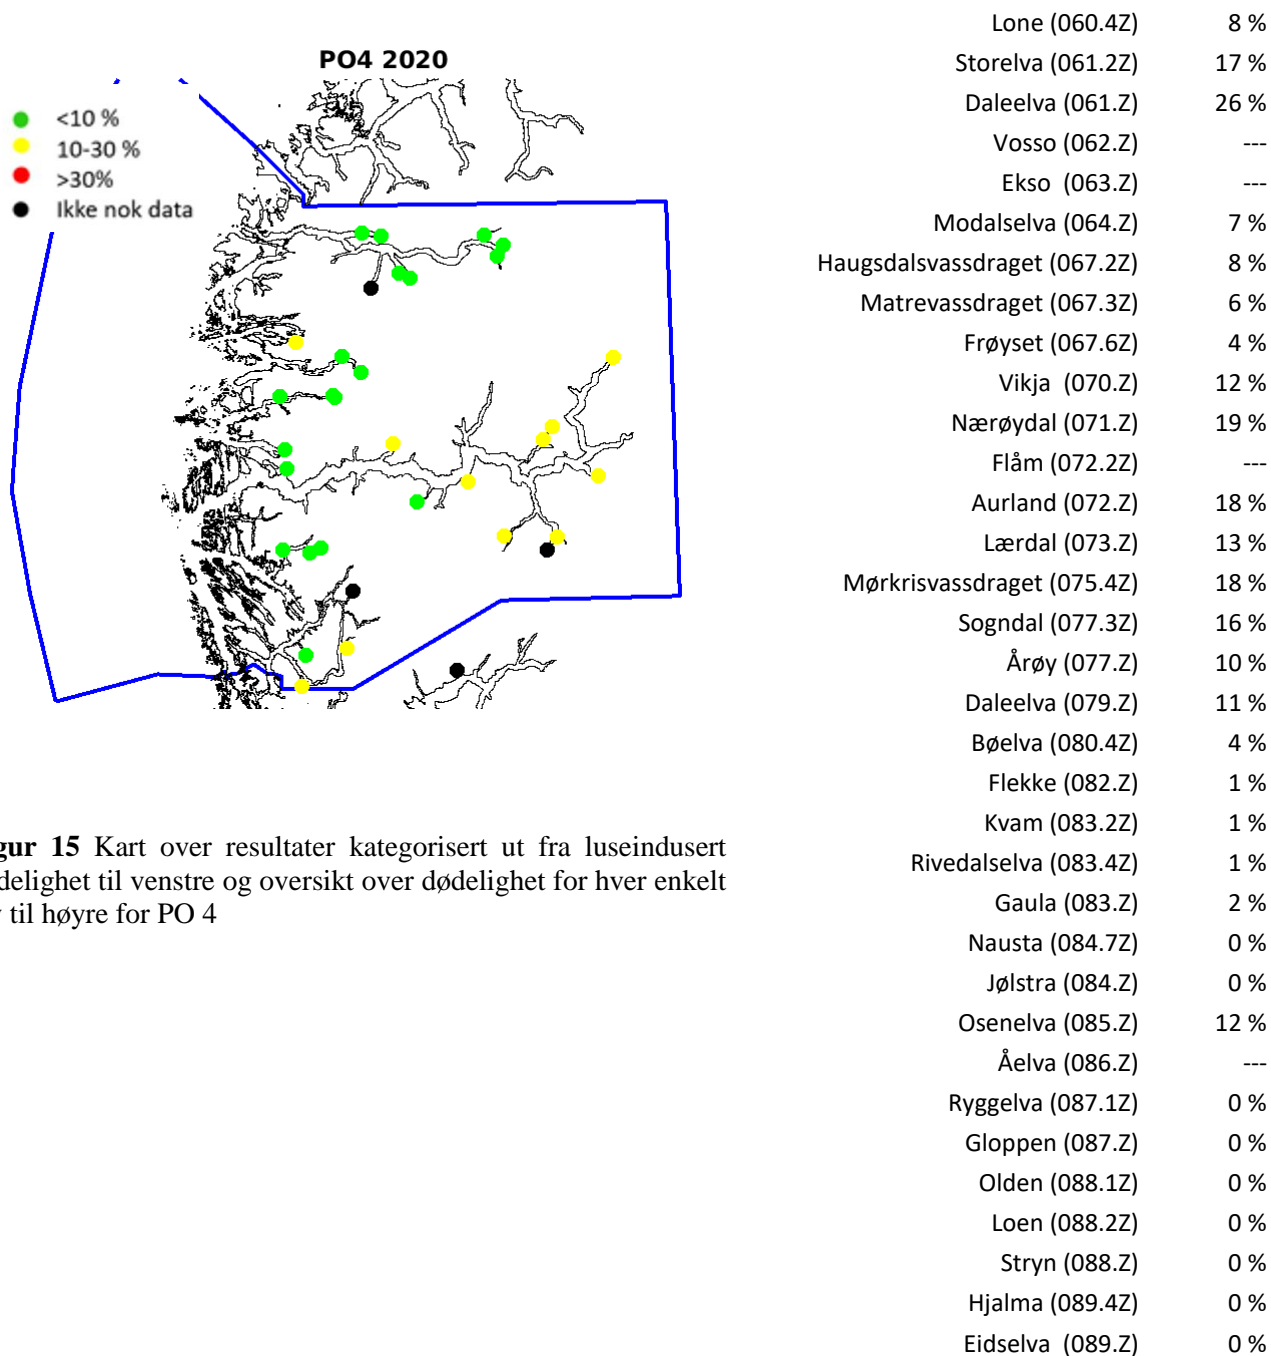 PO4 2020
<10 %
10-30 %
>30%
Ikke nok data
gur 15 Kart over resultater kategorisert ut fra luseindusert
delighet til venstre og oversikt over dødelighet for hver enkelt
til høyre for PO 4
Lone (060.4Z) 8 %
Storelva (061.2Z) 17 %
Daleelva (061.Z) 26 %
Vosso (062.Z) ---
Ekso (063.Z) ---
Modalselva (064.Z) 7 %
Haugsdalsvassdraget (067.2Z) 8 %
Matrevassdraget (067.3Z) 6 %
Frøyset (067.6Z) 4 %
Vikja (070.Z) 12 %
Nærøydal (071.Z) 19 %
Flåm (072.2Z) ---
Aurland (072.Z) 18 %
Lærdal (073.Z) 13 %
Mørkrisvassdraget (075.4Z) 18 %
Sogndal (077.3Z) 16 %
Årøy (077.Z) 10 %
Daleelva (079.Z) 11 %
Bøelva (080.4Z) 4 %
Flekke (082.Z) 1 %
Kvam (083.2Z) 1 %
Rivedalselva (083.4Z) 1 %
Gaula (083.Z) 2 %
Nausta (084.7Z) 0 %
Jølstra (084.Z) 0 %
Osenelva (085.Z) 12 %
Åelva (086.Z) ---
Ryggelva (087.1Z) 0 %
Gloppen (087.Z) 0 %
Olden (088.1Z) 0 %
Loen (088.2Z) 0 %
Stryn (088.Z) 0 %
Hjalma (089.4Z) 0 %
Eidselva (089.Z) 0 %